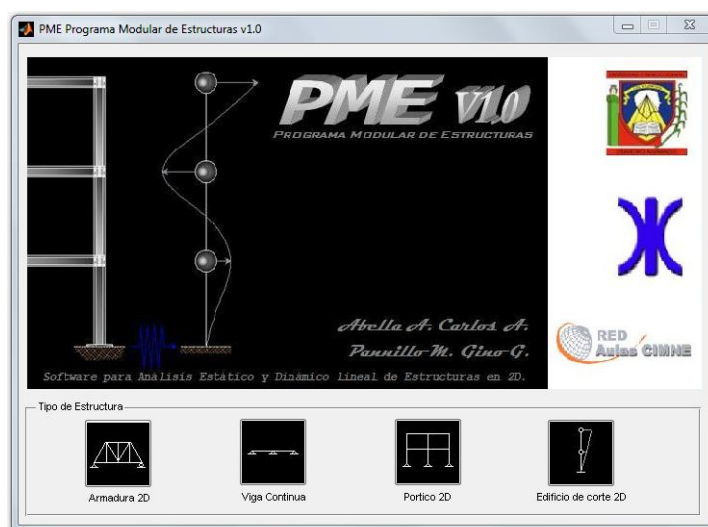 PME Programa Modular de Estructuras v1.0
PME V1.0
PROGRAMA MODULAR DE ESTRUCTURAS
Abella A. Carlos A.
Pannillo M. Gino G.
Software para Análisis Estático y Dinámico Lineal de Estructuras en 2D.
RED
Aulas CIMNE
Tipo de Estructura
Armadura 2D
Viga Continua
Portico 2D
Edificio de corte 2D